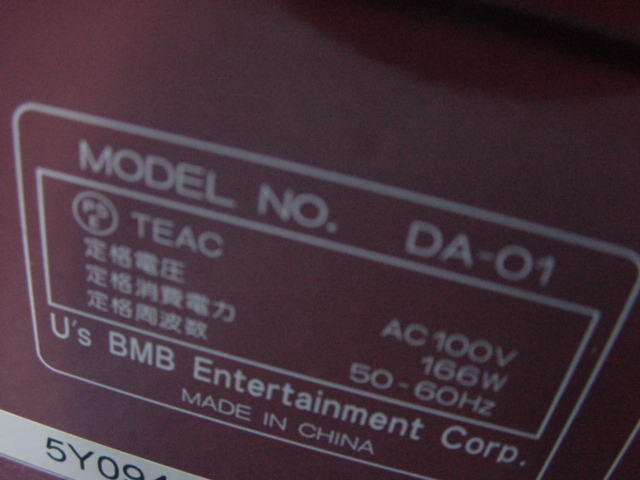 MODEL NO. DA-01
PS E TEAC
定格電圧 AC100V
定格消費電力 166W
定格周波数 50-60Hz
U's BMB Entertainment Corp.
MADE IN CHINA
5Y09